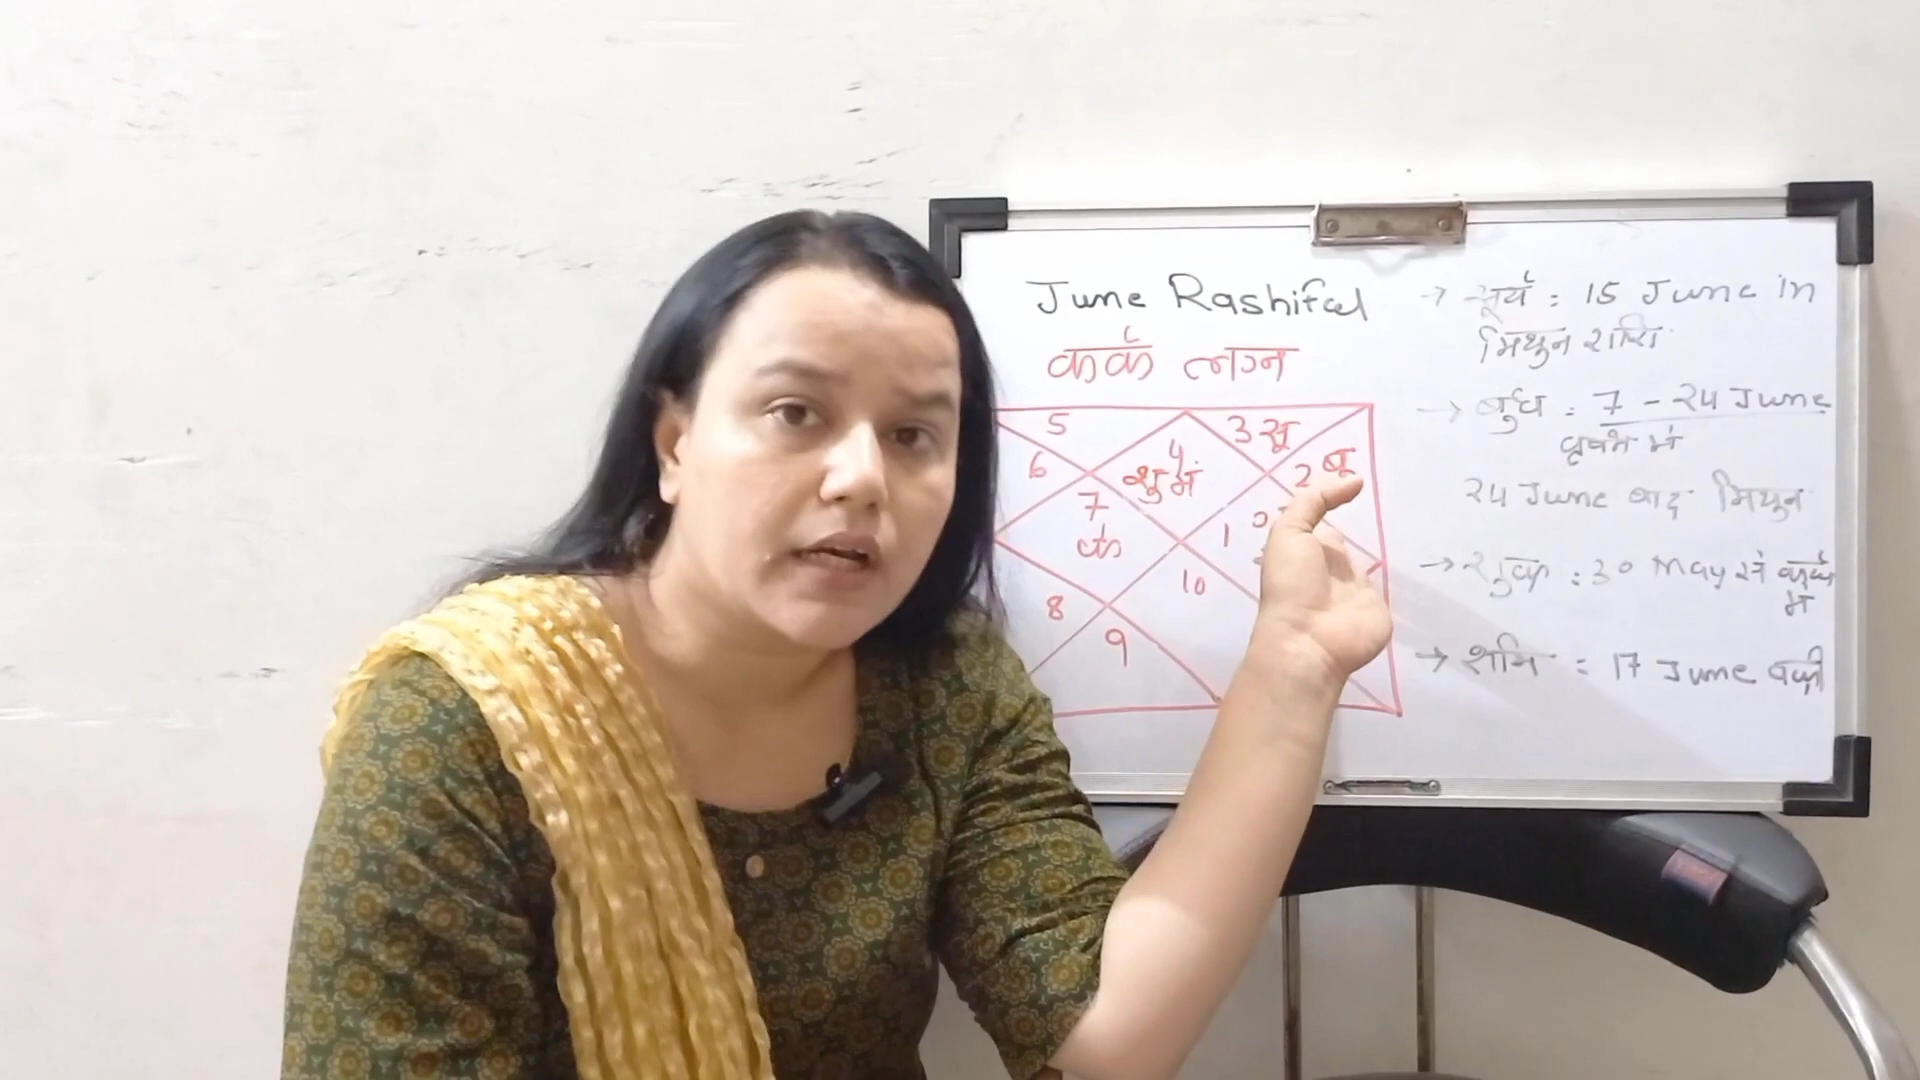 June Rashifal
कर्क लग्न
5
3 सू
6
4
2 बु
शु मं
7
के
1
10
8
9
→ सूर्य : 15 June in
मिथुन राशि
→ बुध : 7 - 24 June
वृषभ में
24 June बाद मिथुन
→ शुक्र : 30 May से कर्क
में
→ शनि : 17 June वक्री